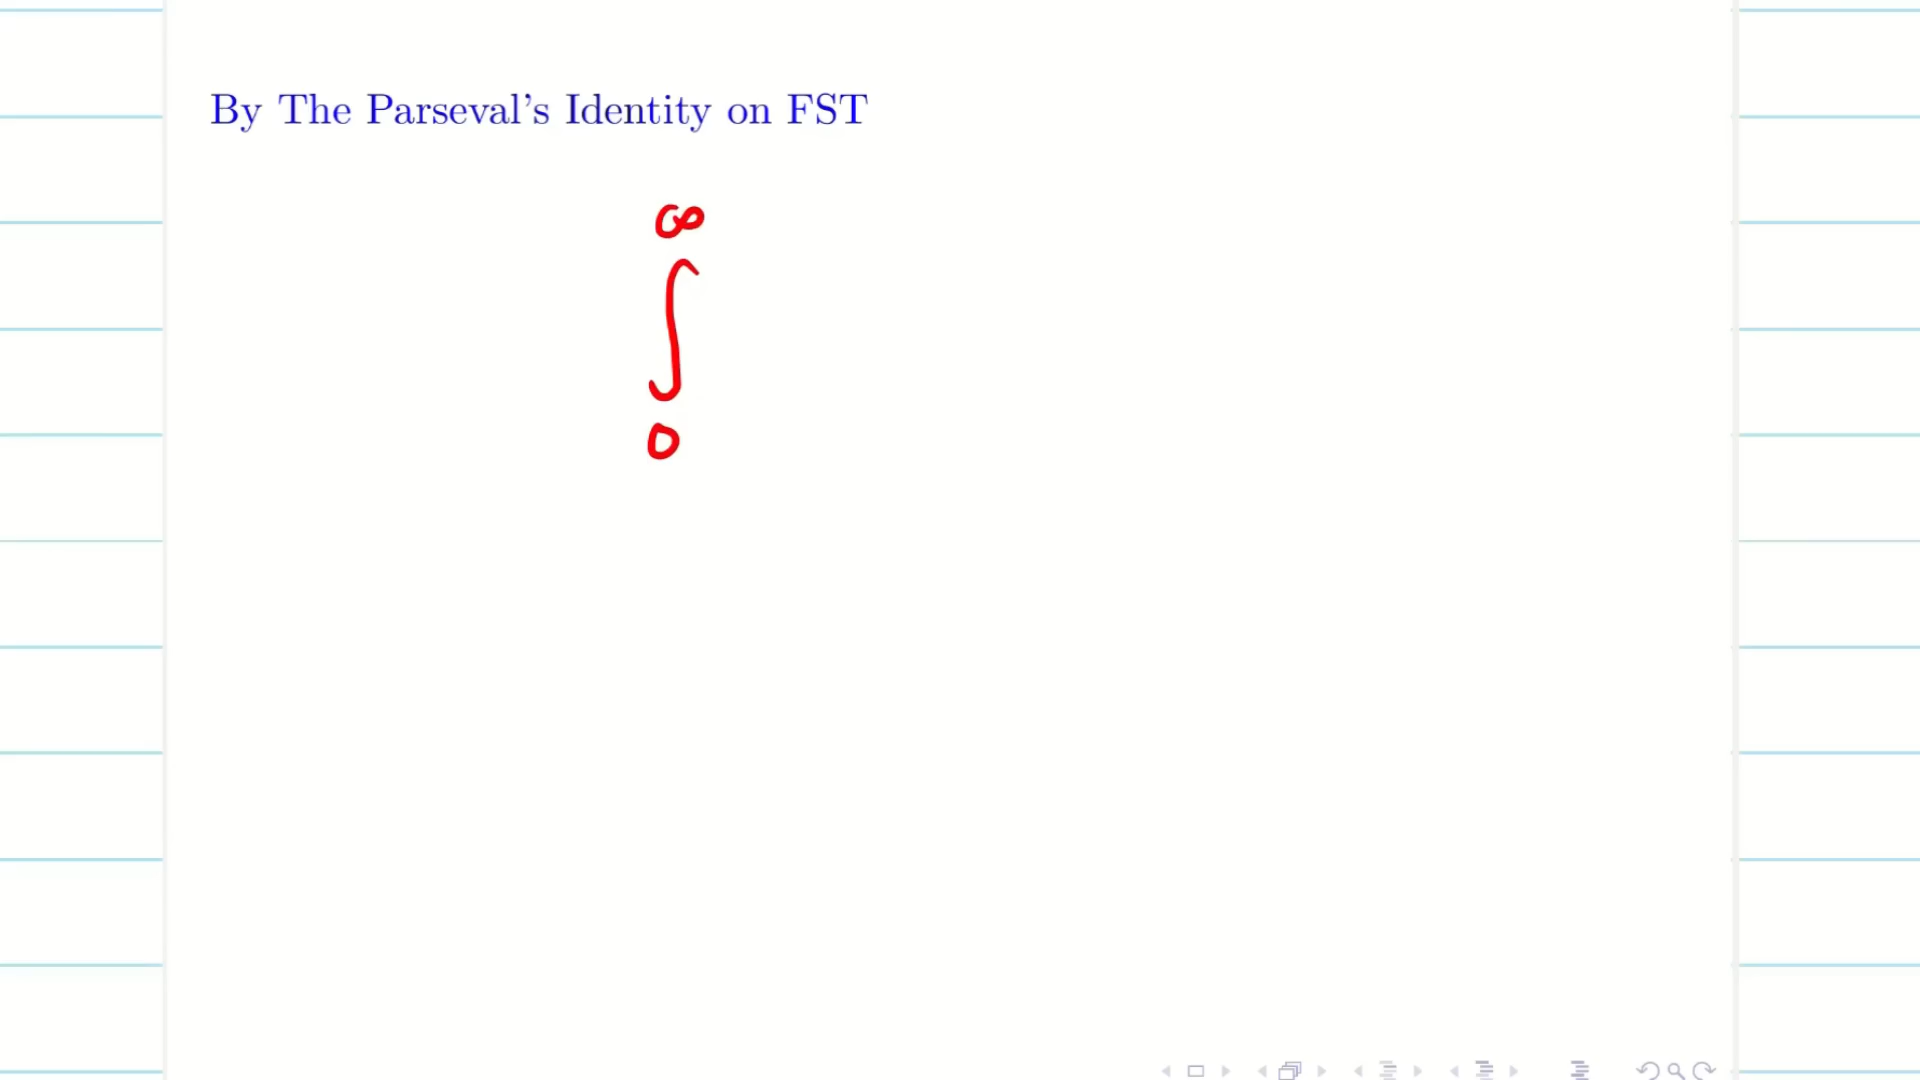 By The Parseval's Identity on FST
∞
∫
0